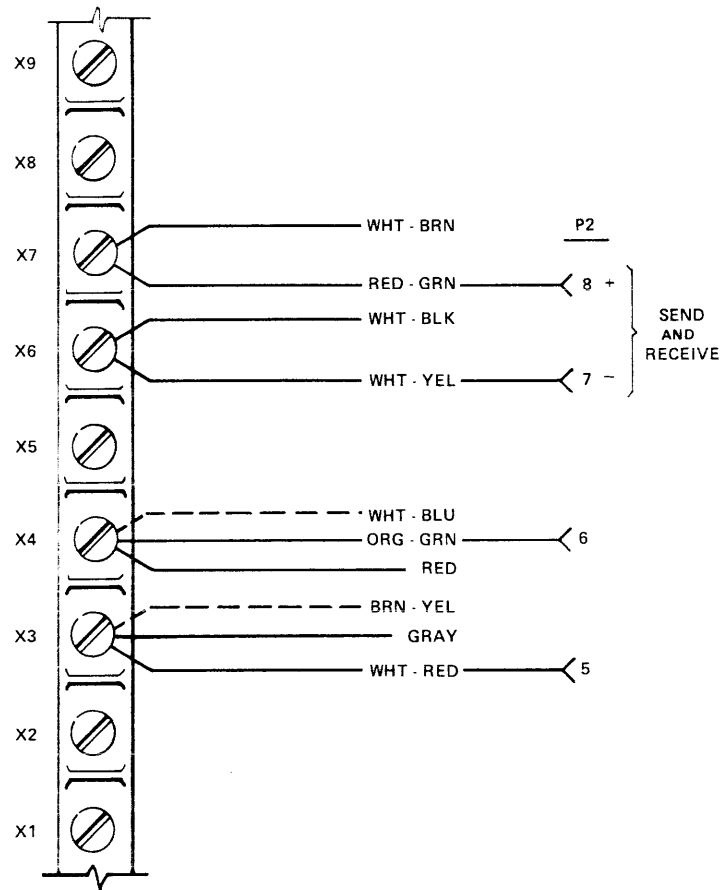 X9
X8
WHT - BRN P2
X7
RED - GRN 8 +
WHT - BLK
SEND
AND
RECEIVE
X6
WHT - YEL 7 -
X5
WHT - BLU
X4 ORG - GRN 6
RED
BRN - YEL
X3 GRAY
WHT - RED 5
X2
X1